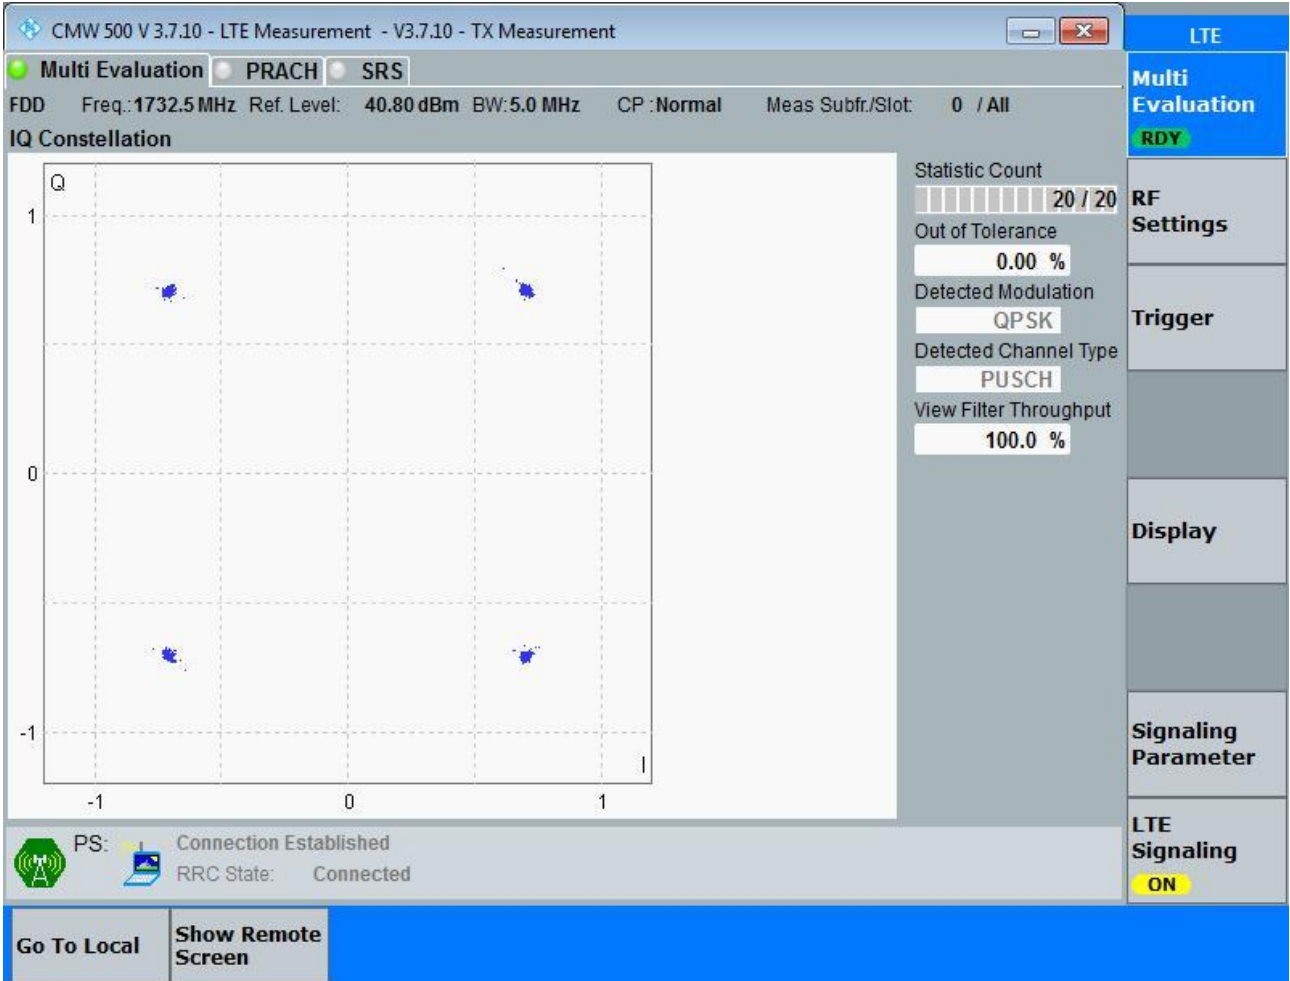 CMW 500 V 3.7.10 - LTE Measurement - V3.7.10 - TX Measurement
LTE
Multi Evaluation PRACH SRS
Multi
Evaluation
RDY
FDD Freq.: 1732.5 MHz Ref. Level: 40.80 dBm BW: 5.0 MHz CP : Normal Meas Subfr./Slot: 0 / All
IQ Constellation
Q
1
0
-1
-1 0 1
I
Statistic Count
20 / 20
Out of Tolerance
0.00 %
Detected Modulation
QPSK
Detected Channel Type
PUSCH
View Filter Throughput
100.0 %
RF
Settings
Trigger
Display
Signaling
Parameter
LTE
Signaling
ON
PS: Connection Established
RRC State: Connected
Go To Local
Show Remote
Screen